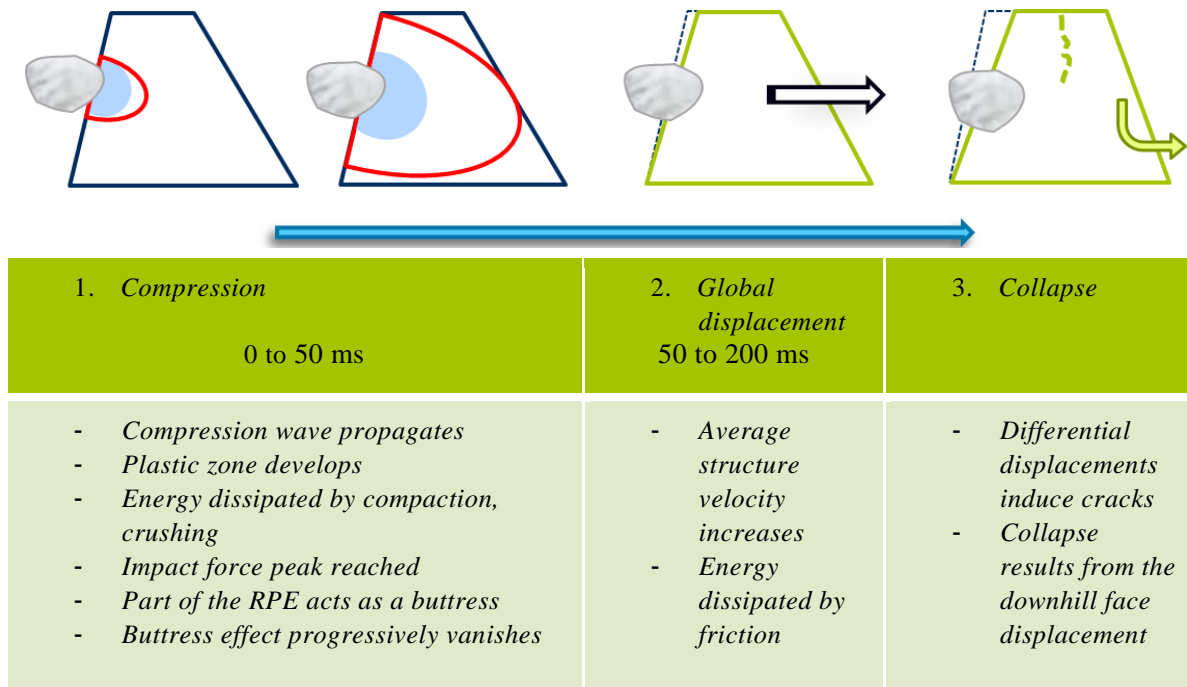 1. Compression
0 to 50 ms
2. Global
displacement
50 to 200 ms
3. Collapse
- Compression wave propagates
- Plastic zone develops
- Energy dissipated by compaction,
crushing
- Impact force peak reached
- Part of the RPE acts as a buttress
- Buttress effect progressively vanishes
- Average
structure
velocity
increases
- Energy
dissipated by
friction
- Differential
displacements
induce cracks
- Collapse
results from the
downhill face
displacement